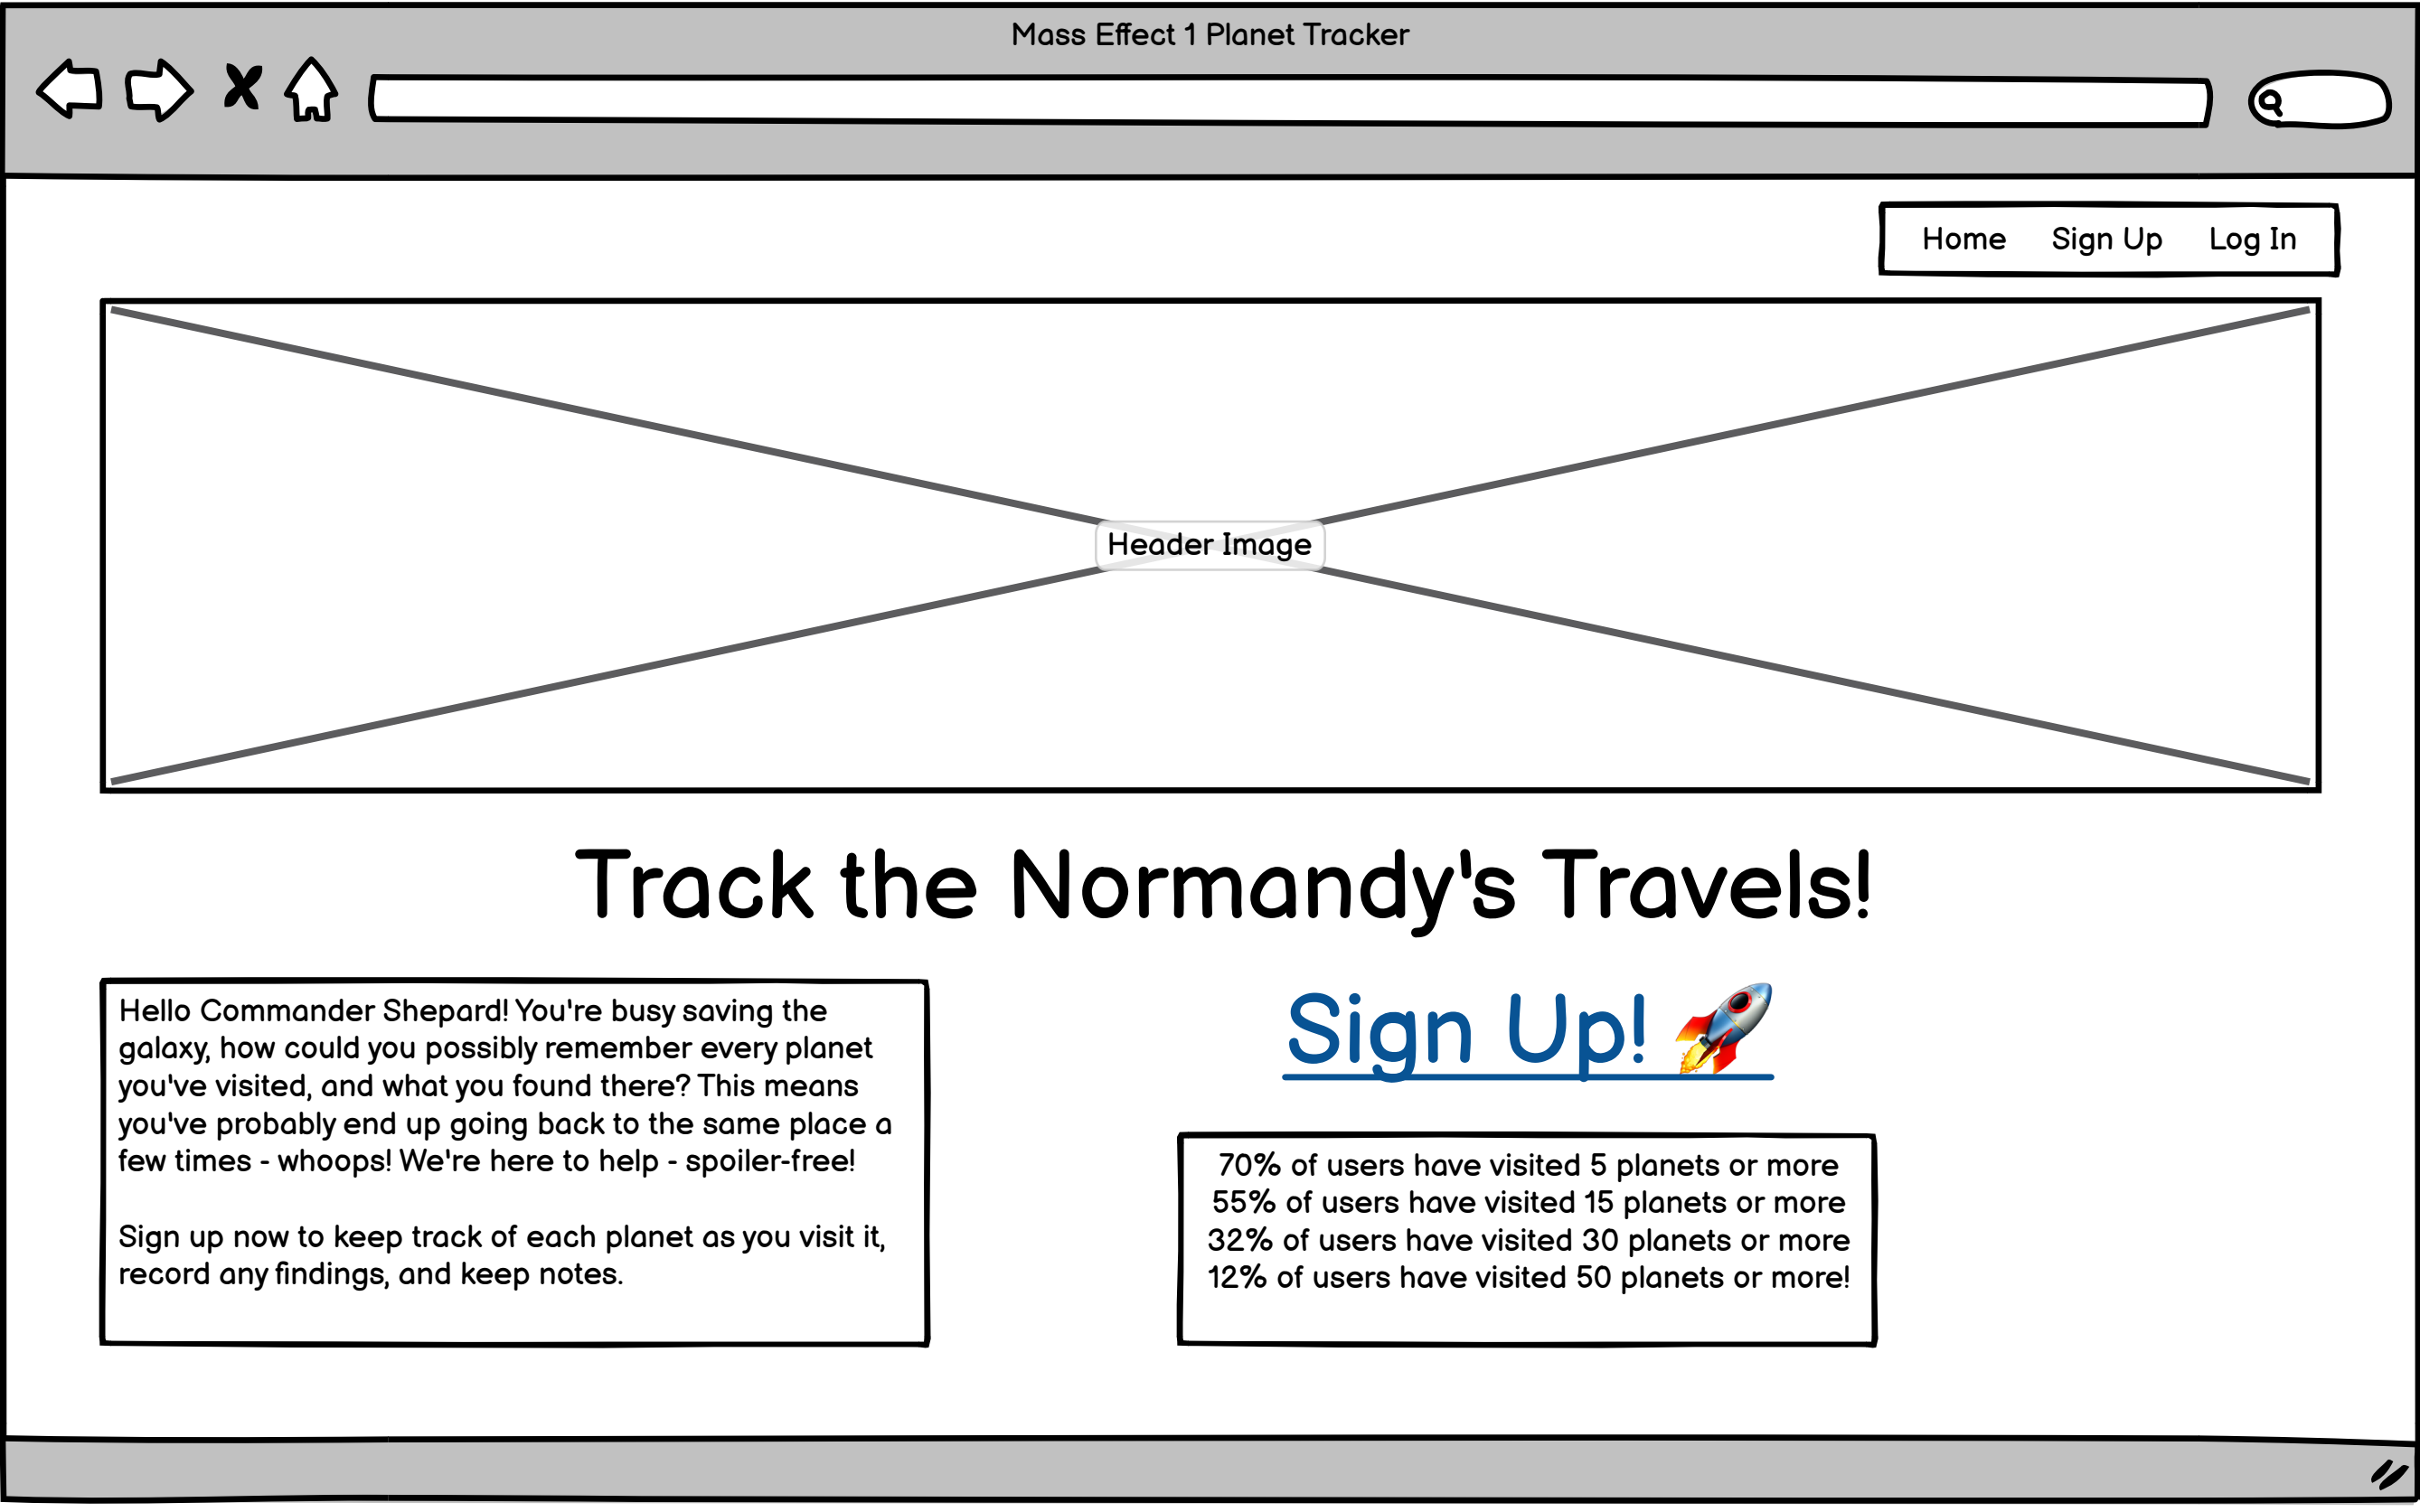 Mass Effect 1 Planet Tracker
Home Sign Up Log In
Header Image
Track the Normandy's Travels!
Hello Commander Shepard! You're busy saving the
galaxy, how could you possibly remember every planet
you've visited, and what you found there? This means
you've probably end up going back to the same place a
few times - whoops! We're here to help - spoiler-free!
Sign up now to keep track of each planet as you visit it,
record any findings, and keep notes.
Sign Up! 🚀
70% of users have visited 5 planets or more
55% of users have visited 15 planets or more
32% of users have visited 30 planets or more
12% of users have visited 50 planets or more!